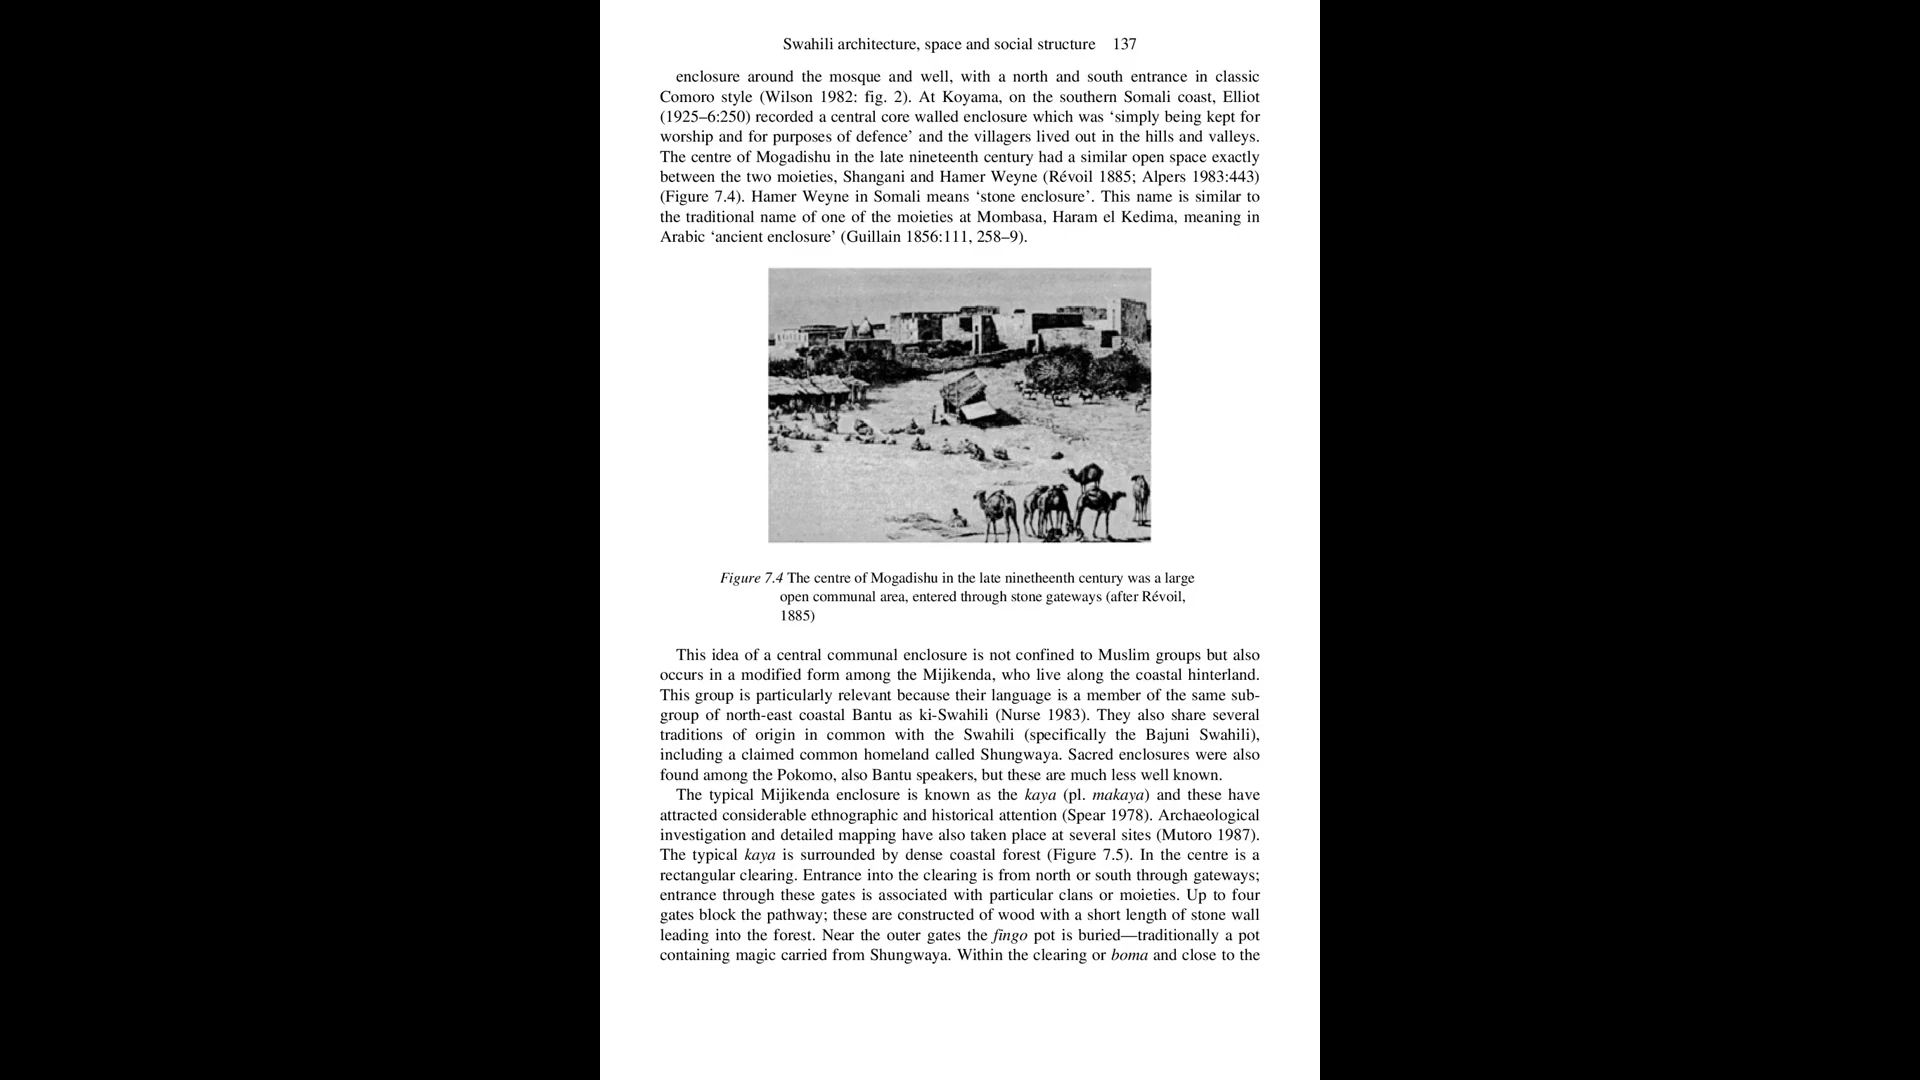 Swahili architecture, space and social structure 137
enclosure around the mosque and well, with a north and south entrance in classic
Comoro style (Wilson 1982: fig. 2). At Koyama, on the southern Somali coast, Elliot
(1925–6:250) recorded a central core walled enclosure which was ‘simply being kept for
worship and for purposes of defence’ and the villagers lived out in the hills and valleys.
The centre of Mogadishu in the late nineteenth century had a similar open space exactly
between the two moieties, Shangani and Hamer Weyne (Révoil 1885; Alpers 1983:443)
(Figure 7.4). Hamer Weyne in Somali means ‘stone enclosure’. This name is similar to
the traditional name of one of the moieties at Mombasa, Haram el Kedima, meaning in
Arabic ‘ancient enclosure’ (Guillain 1856:111, 258–9).
Figure 7.4 The centre of Mogadishu in the late ninetheenth century was a large
open communal area, entered through stone gateways (after Révoil,
1885)
This idea of a central communal enclosure is not confined to Muslim groups but also
occurs in a modified form among the Mijikenda, who live along the coastal hinterland.
This group is particularly relevant because their language is a member of the same sub-
group of north-east coastal Bantu as ki-Swahili (Nurse 1983). They also share several
traditions of origin in common with the Swahili (specifically the Bajuni Swahili),
including a claimed common homeland called Shungwaya. Sacred enclosures were also
found among the Pokomo, also Bantu speakers, but these are much less well known.
The typical Mijikenda enclosure is known as the kaya (pl. makaya) and these have
attracted considerable ethnographic and historical attention (Spear 1978). Archaeological
investigation and detailed mapping have also taken place at several sites (Mutoro 1987).
The typical kaya is surrounded by dense coastal forest (Figure 7.5). In the centre is a
rectangular clearing. Entrance into the clearing is from north or south through gateways;
entrance through these gates is associated with particular clans or moieties. Up to four
gates block the pathway; these are constructed of wood with a short length of stone wall
leading into the forest. Near the outer gates the fingo pot is buried—traditionally a pot
containing magic carried from Shungwaya. Within the clearing or boma and close to the